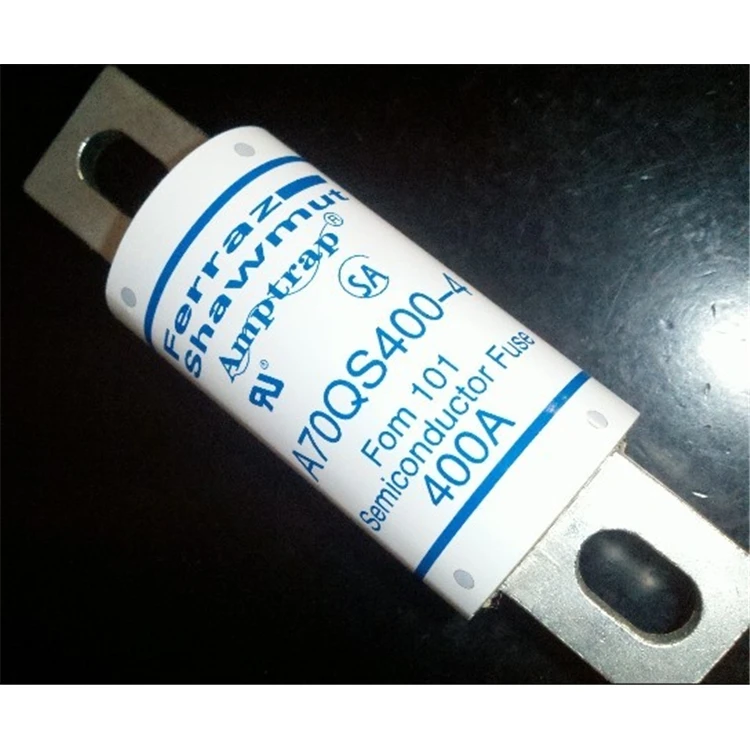 Ferraz
Shawmut
Amptrap®
SA
A70QS400-4
Fom 101
Semiconductor Fuse
400A